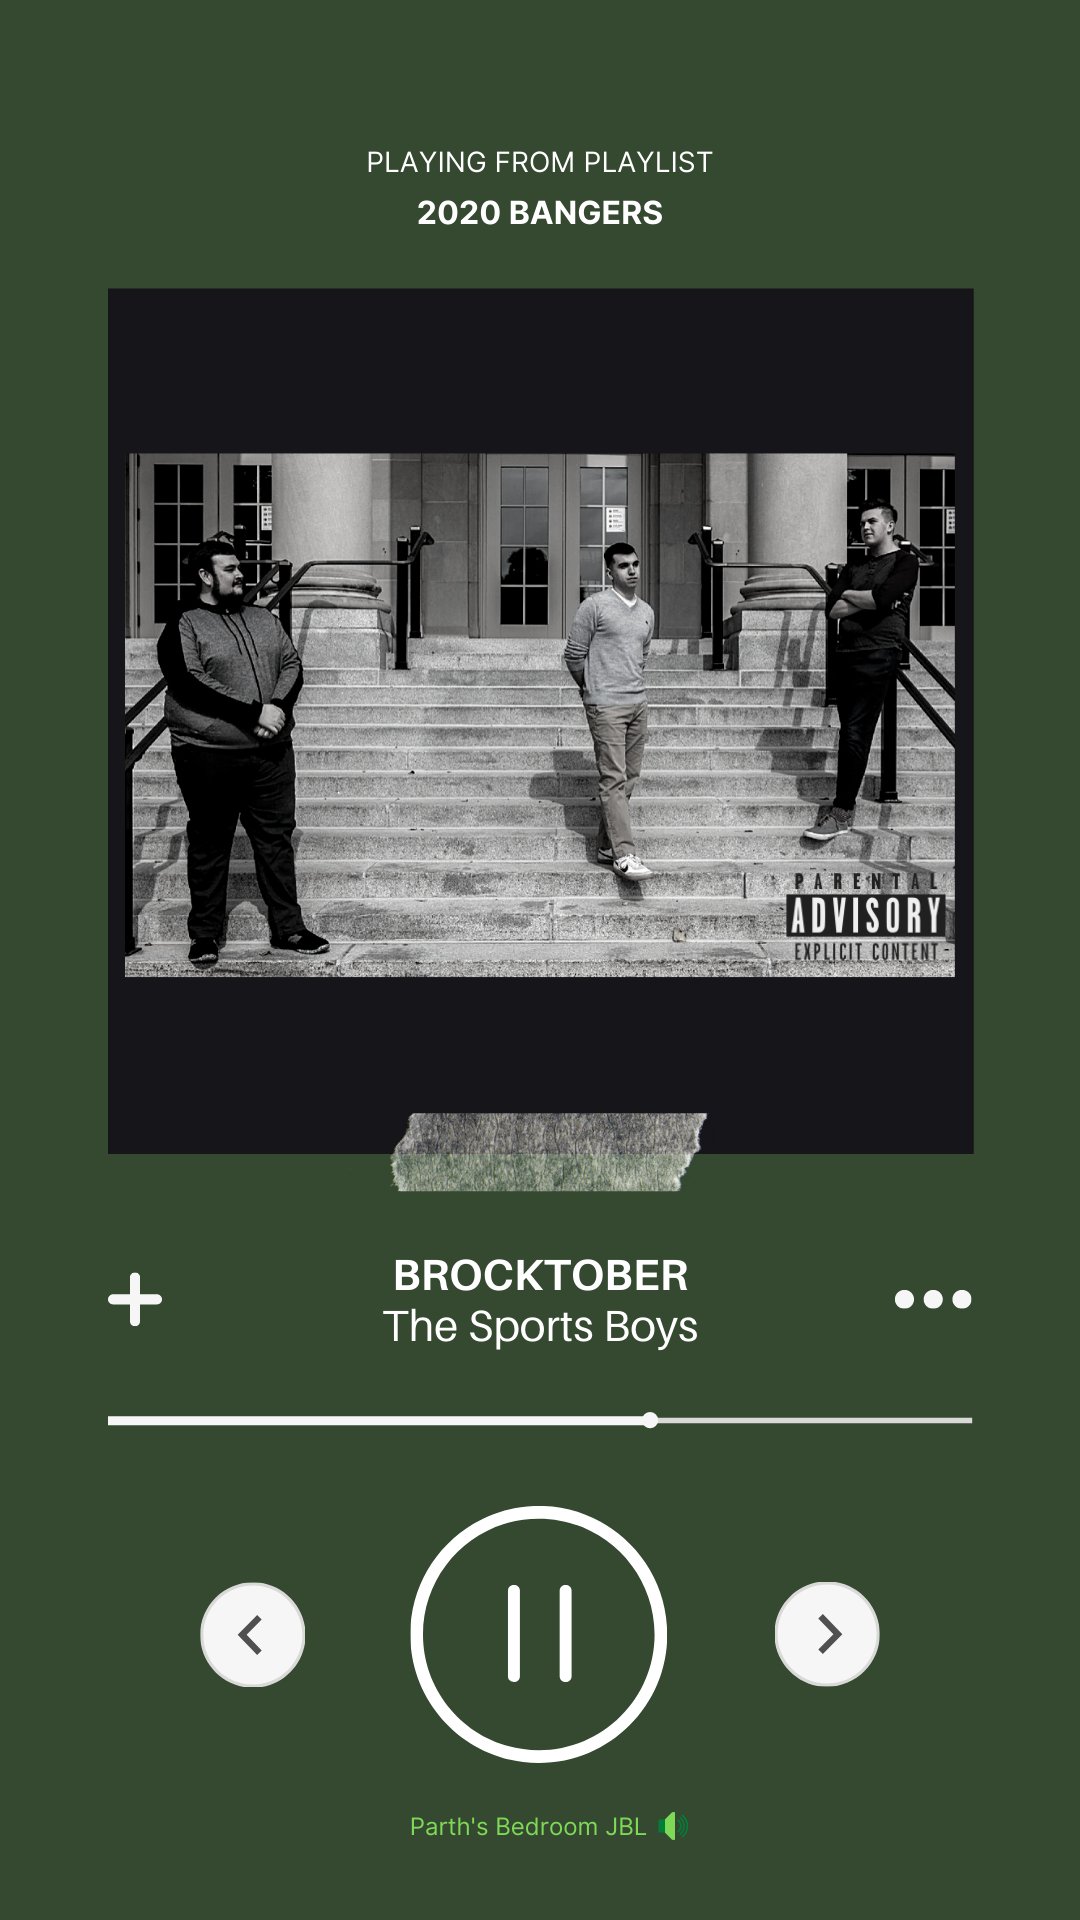 PLAYING FROM PLAYLIST
2020 BANGERS
PARENTAL
ADVISORY
EXPLICIT CONTENT
BROCKTOBER
The Sports Boys
Parth's Bedroom JBL